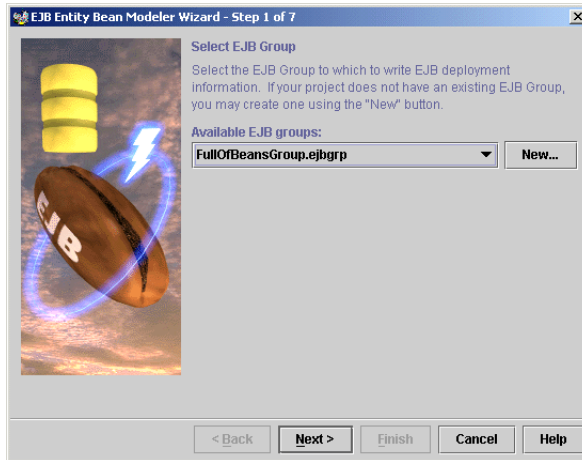 EJB Entity Bean Modeler Wizard - Step 1 of 7
Select EJB Group
Select the EJB Group to which to write EJB deployment
information. If your project does not have an existing EJB Group,
you may create one using the "New" button.
Available EJB groups:
FullOfBeansGroup.ejbgrp
New...
EJB
< Back
Next >
Finish
Cancel
Help